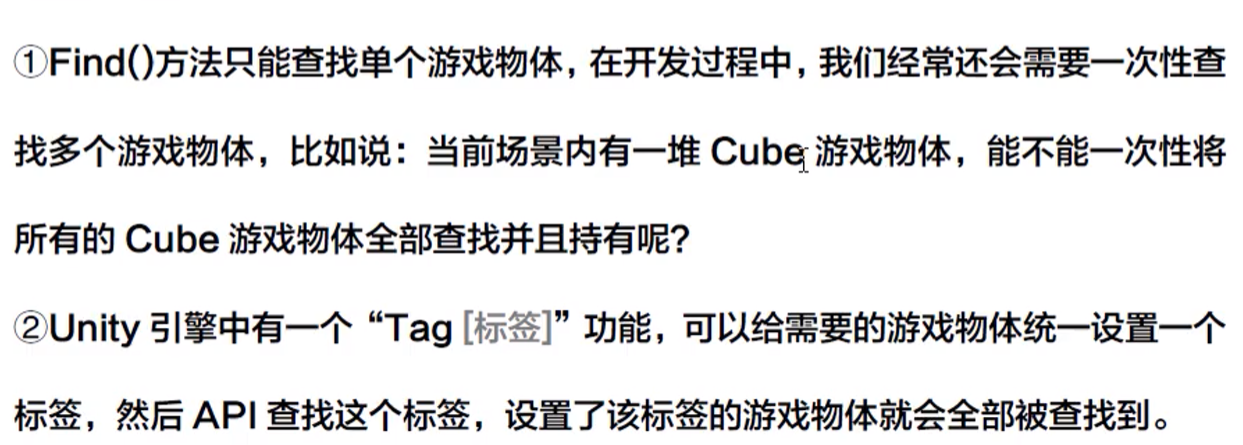 ①Find()方法只能查找单个游戏物体，在开发过程中，我们经常还会需要一次性查
找多个游戏物体，比如说：当前场景内有一堆 Cube 游戏物体，能不能一次性将
所有的 Cube 游戏物体全部查找并且持有呢？
②Unity 引擎中有一个“Tag [标签]”功能，可以给需要的游戏物体统一设置一个
标签，然后 API 查找这个标签，设置了该标签的游戏物体就会全部被查找到。